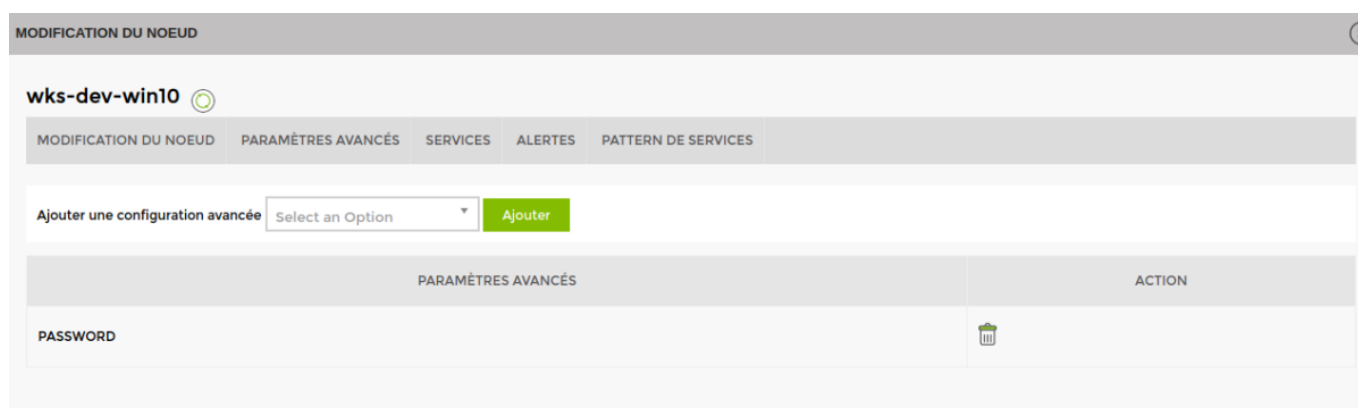 MODIFICATION DU NOEUD
wks-dev-win10
MODIFICATION DU NOEUD PARAMÈTRES AVANCÉS SERVICES ALERTES PATTERN DE SERVICES
Ajouter une configuration avancée Select an Option Ajouter
PARAMÈTRES AVANCÉS ACTION
PASSWORD